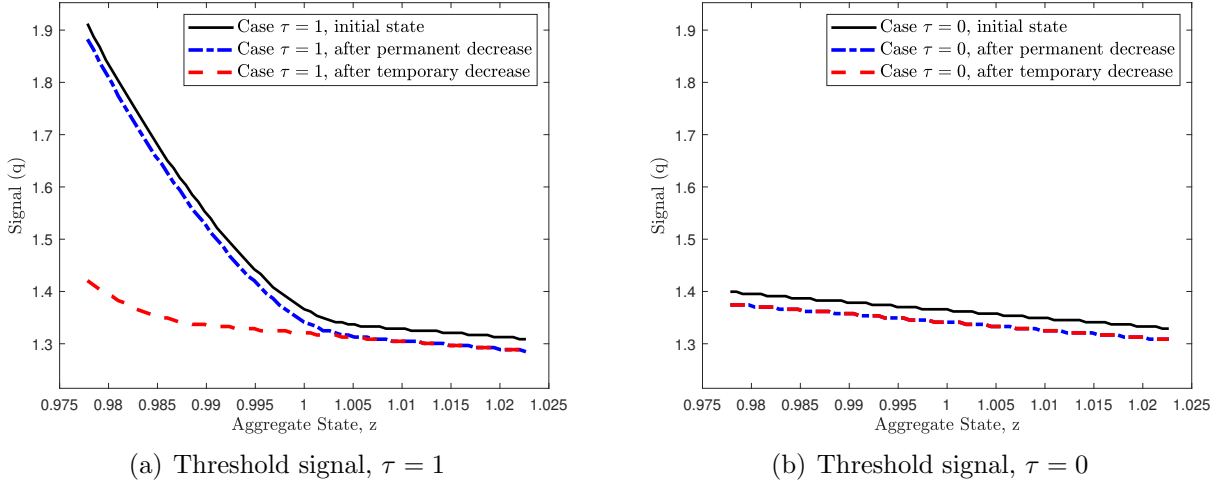 1.9
1.8
1.7
1.6
1.5
1.4
1.3
Signal (q)
Case τ = 1, initial state
Case τ = 1, after permanent decrease
Case τ = 1, after temporary decrease
0.975 0.98 0.985 0.99 0.995 1 1.005 1.01 1.015 1.02 1.025
Aggregate State, z
(a) Threshold signal, τ = 1
1.9
1.8
1.7
1.6
1.5
1.4
1.3
Signal (q)
Case τ = 0, initial state
Case τ = 0, after permanent decrease
Case τ = 0, after temporary decrease
0.975 0.98 0.985 0.99 0.995 1 1.005 1.01 1.015 1.02 1.025
Aggregate State, z
(b) Threshold signal, τ = 0